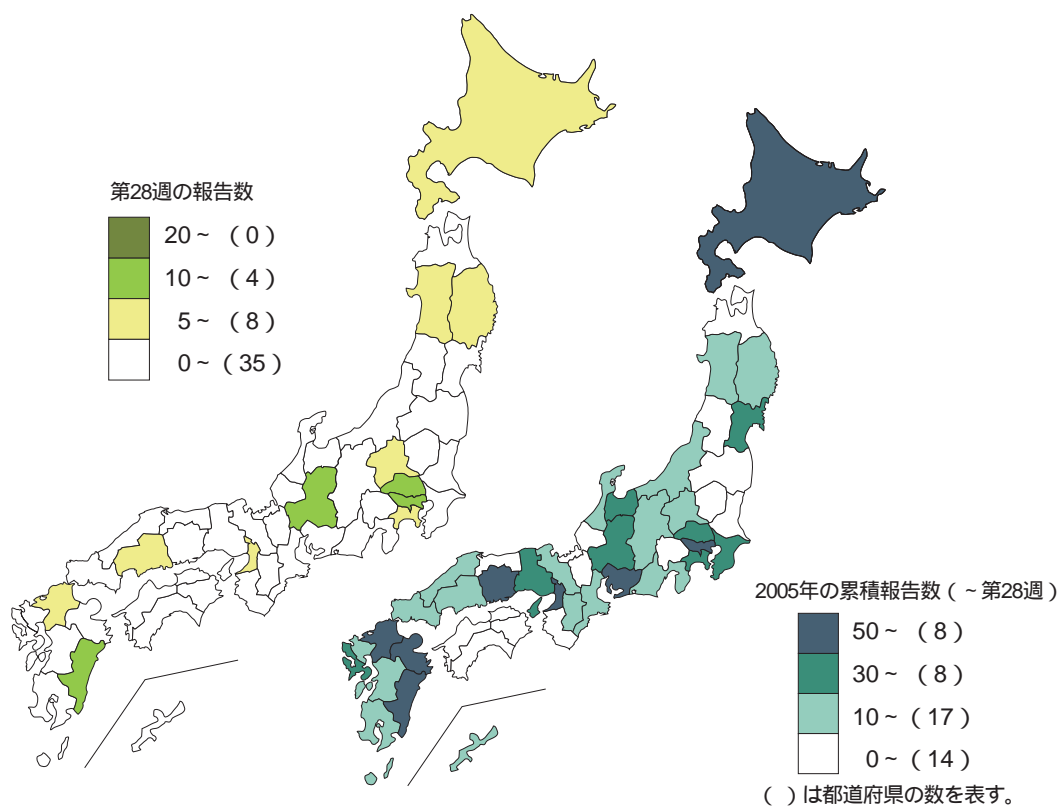 第28週の報告数
20～ （ 0 ）
10～ （ 4 ）
5～ （ 8 ）
0～ （ 35 ）
2005年の累積報告数（～第28週）
50～ （ 8 ）
30～ （ 8 ）
10～ （ 17 ）
0～ （ 14 ）
（ ）は都道府県の数を表す。